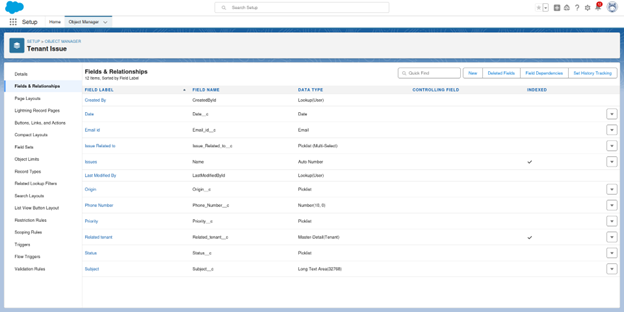 Search Setup
Setup Home Object Manager
SETUP > OBJECT MANAGER
Tenant Issue
Details
Fields & Relationships
Page Layouts
Lightning Record Pages
Buttons, Links, and Actions
Compact Layouts
Field Sets
Object Limits
Record Types
Related Lookup Filters
Search Layouts
List View Button Layout
Restriction Rules
Scoping Rules
Triggers
Flow Triggers
Validation Rules
Fields & Relationships
12 Items, Sorted by Field Label
Quick Find New Deleted Fields Field Dependencies Set History Tracking
FIELD LABEL FIELD NAME DATA TYPE CONTROLLING FIELD INDEXED
Created By CreatedById Lookup(User)
Date Date__c Date
Email id Email_id__c Email
Issue Related to Issue_Related_to__c Picklist (Multi-Select)
Issues Name Auto Number
Last Modified By LastModifiedById Lookup(User)
Origin Origin__c Picklist
Phone Number Phone_Number__c Number(10, 0)
Priority Priority__c Picklist
Related tenant Related_tenant__c Master-Detail(Tenant)
Status Status__c Picklist
Subject Subject__c Long Text Area(32768)